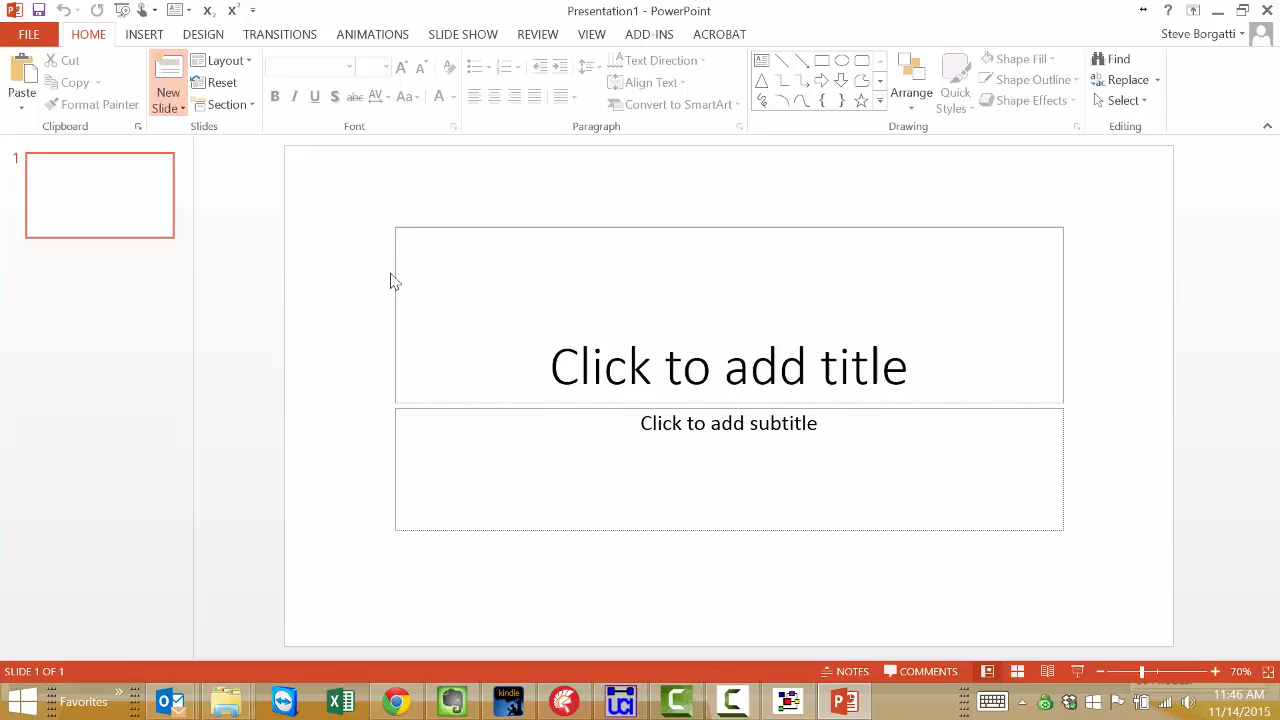 Presentation1 - PowerPoint
FILE HOME INSERT DESIGN TRANSITIONS ANIMATIONS SLIDE SHOW REVIEW VIEW ADD-INS ACROBAT Steve Borgatti
Paste
Cut
Copy
Format Painter
Clipboard
New
Slide
Layout
Reset
Section
Slides
B I U S abc AV Aa A
Font
Text Direction
Align Text
Convert to SmartArt
Paragraph
Arrange
Quick
Styles
Shape Fill
Shape Outline
Shape Effects
Drawing
Find
Replace
Select
Editing
1
Click to add title
Click to add subtitle
SLIDE 1 OF 1 NOTES COMMENTS 70%
Favorites
kindle
UCI
11:46 AM
11/14/2015